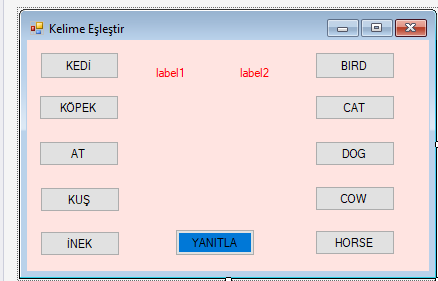 Kelime Eşleştir
KEDİ
label1
label2
BIRD
KÖPEK
CAT
AT
DOG
KUŞ
COW
İNEK
YANITLA
HORSE